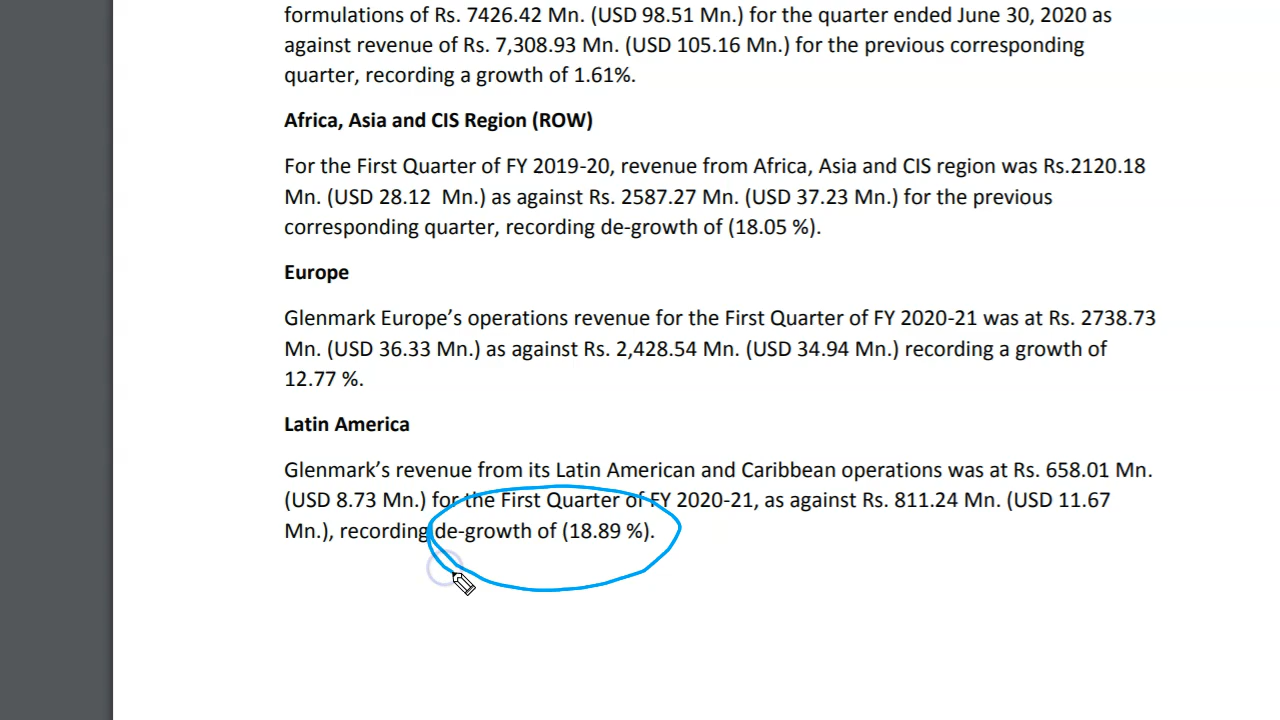 formulations of Rs. 7426.42 Mn. (USD 98.51 Mn.) for the quarter ended June 30, 2020 as
against revenue of Rs. 7,308.93 Mn. (USD 105.16 Mn.) for the previous corresponding
quarter, recording a growth of 1.61%.
Africa, Asia and CIS Region (ROW)
For the First Quarter of FY 2019-20, revenue from Africa, Asia and CIS region was Rs.2120.18
Mn. (USD 28.12  Mn.) as against Rs. 2587.27 Mn. (USD 37.23 Mn.) for the previous
corresponding quarter, recording de-growth of (18.05 %).
Europe
Glenmark Europe’s operations revenue for the First Quarter of FY 2020-21 was at Rs. 2738.73
Mn. (USD 36.33 Mn.) as against Rs. 2,428.54 Mn. (USD 34.94 Mn.) recording a growth of
12.77 %.
Latin America
Glenmark’s revenue from its Latin American and Caribbean operations was at Rs. 658.01 Mn.
(USD 8.73 Mn.) for the First Quarter of FY 2020-21, as against Rs. 811.24 Mn. (USD 11.67
Mn.), recording de-growth of (18.89 %).